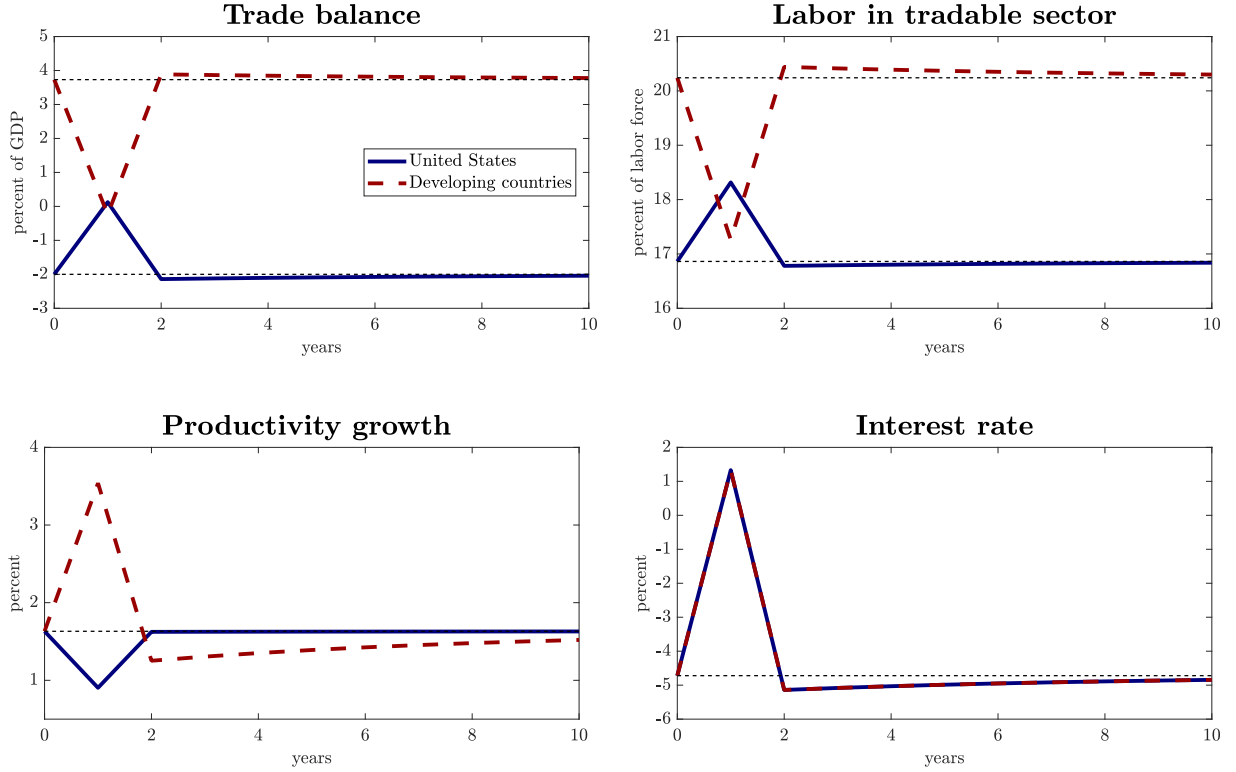 Trade balance
percent of GDP
5
4
3
2
1
0
-1
-2
-3
0 2 4 6 8 10
years
United States
Developing countries
Labor in tradable sector
percent of labor force
21
20
19
18
17
16
0 2 4 6 8 10
years
Productivity growth
percent
4
3
2
1
0 2 4 6 8 10
years
Interest rate
percent
2
1
0
-1
-2
-3
-4
-5
-6
0 2 4 6 8 10
years